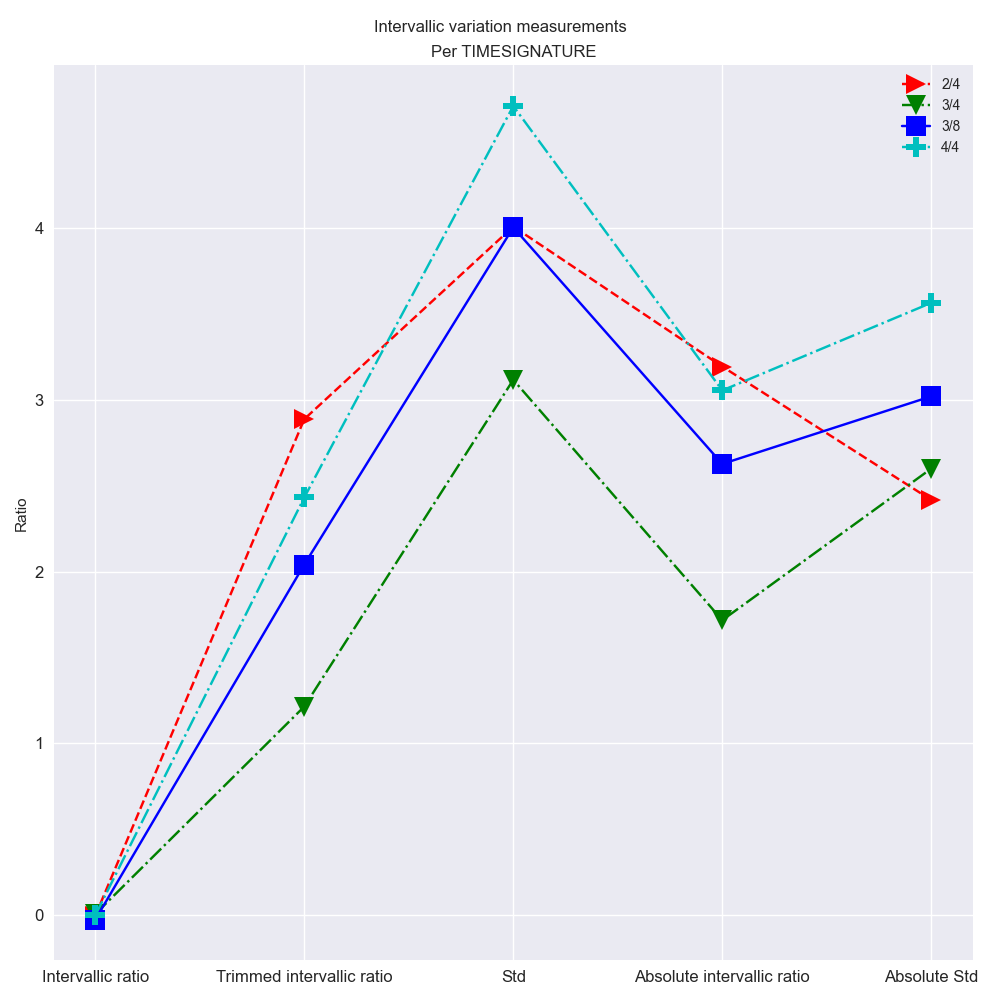 Intervallic variation measurements
Per TIMESIGNATURE
2/4
3/4
3/8
4/4
4
3
2
1
0
Ratio
Intervallic ratio
Trimmed intervallic ratio
Std
Absolute intervallic ratio
Absolute Std